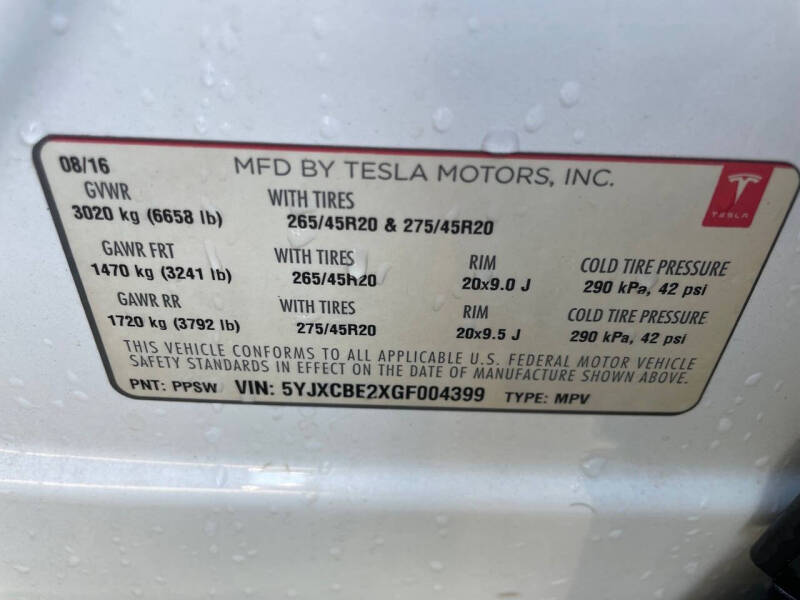 08/16 MFD BY TESLA MOTORS, INC.
GVWR WITH TIRES
3020 kg (6658 lb) 265/45R20 & 275/45R20
TESLA
GAWR FRT WITH TIRES RIM COLD TIRE PRESSURE
1470 kg (3241 lb) 265/45R20 20x9.0 J 290 kPa, 42 psi
GAWR RR WITH TIRES RIM COLD TIRE PRESSURE
1720 kg (3792 lb) 275/45R20 20x9.5 J 290 kPa, 42 psi
THIS VEHICLE CONFORMS TO ALL APPLICABLE U.S. FEDERAL MOTOR VEHICLE
SAFETY STANDARDS IN EFFECT ON THE DATE OF MANUFACTURE SHOWN ABOVE.
PNT: PPSW VIN: 5YJXCBE2XGF004399 TYPE: MPV